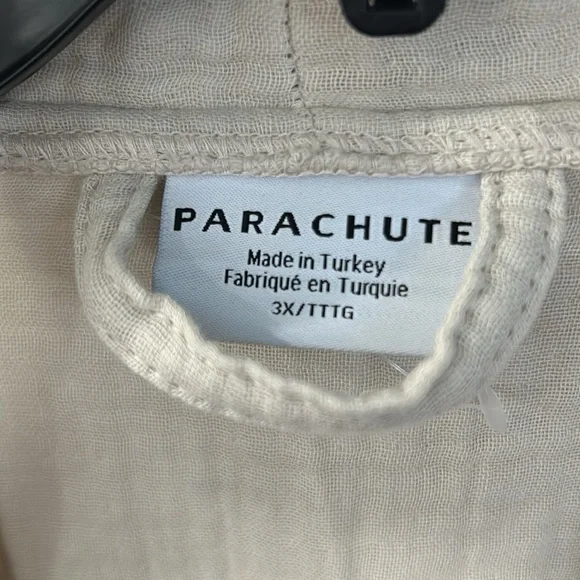 PARACHUTE
Made in Turkey
Fabriqué en Turquie
3X/TTTG